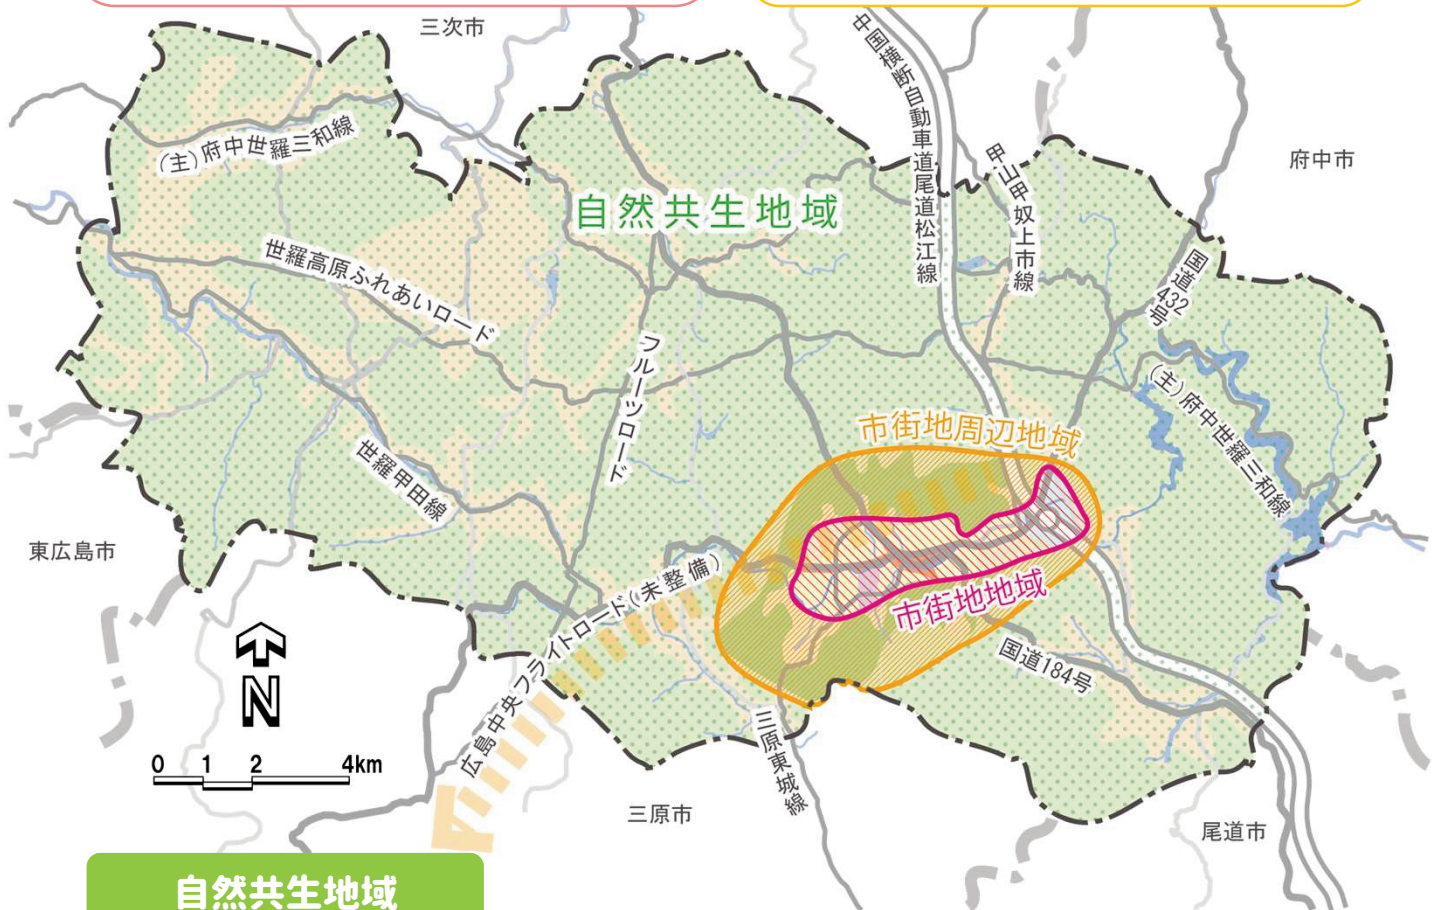 三次市
中国横断自動車道尾道松江線
(主)府中世羅三和線
甲山甲奴上市線
府中市
自然共生地域
世羅高原ふれあいロード
国道432号
フルーツロード
(主)府中世羅三和線
市街地周辺地域
世羅甲田線
東広島市
市街地地域
広島中央フライトロード(未整備)
国道184号
N
三原東城線
0 1 2 4km
三原市
尾道市
自然共生地域